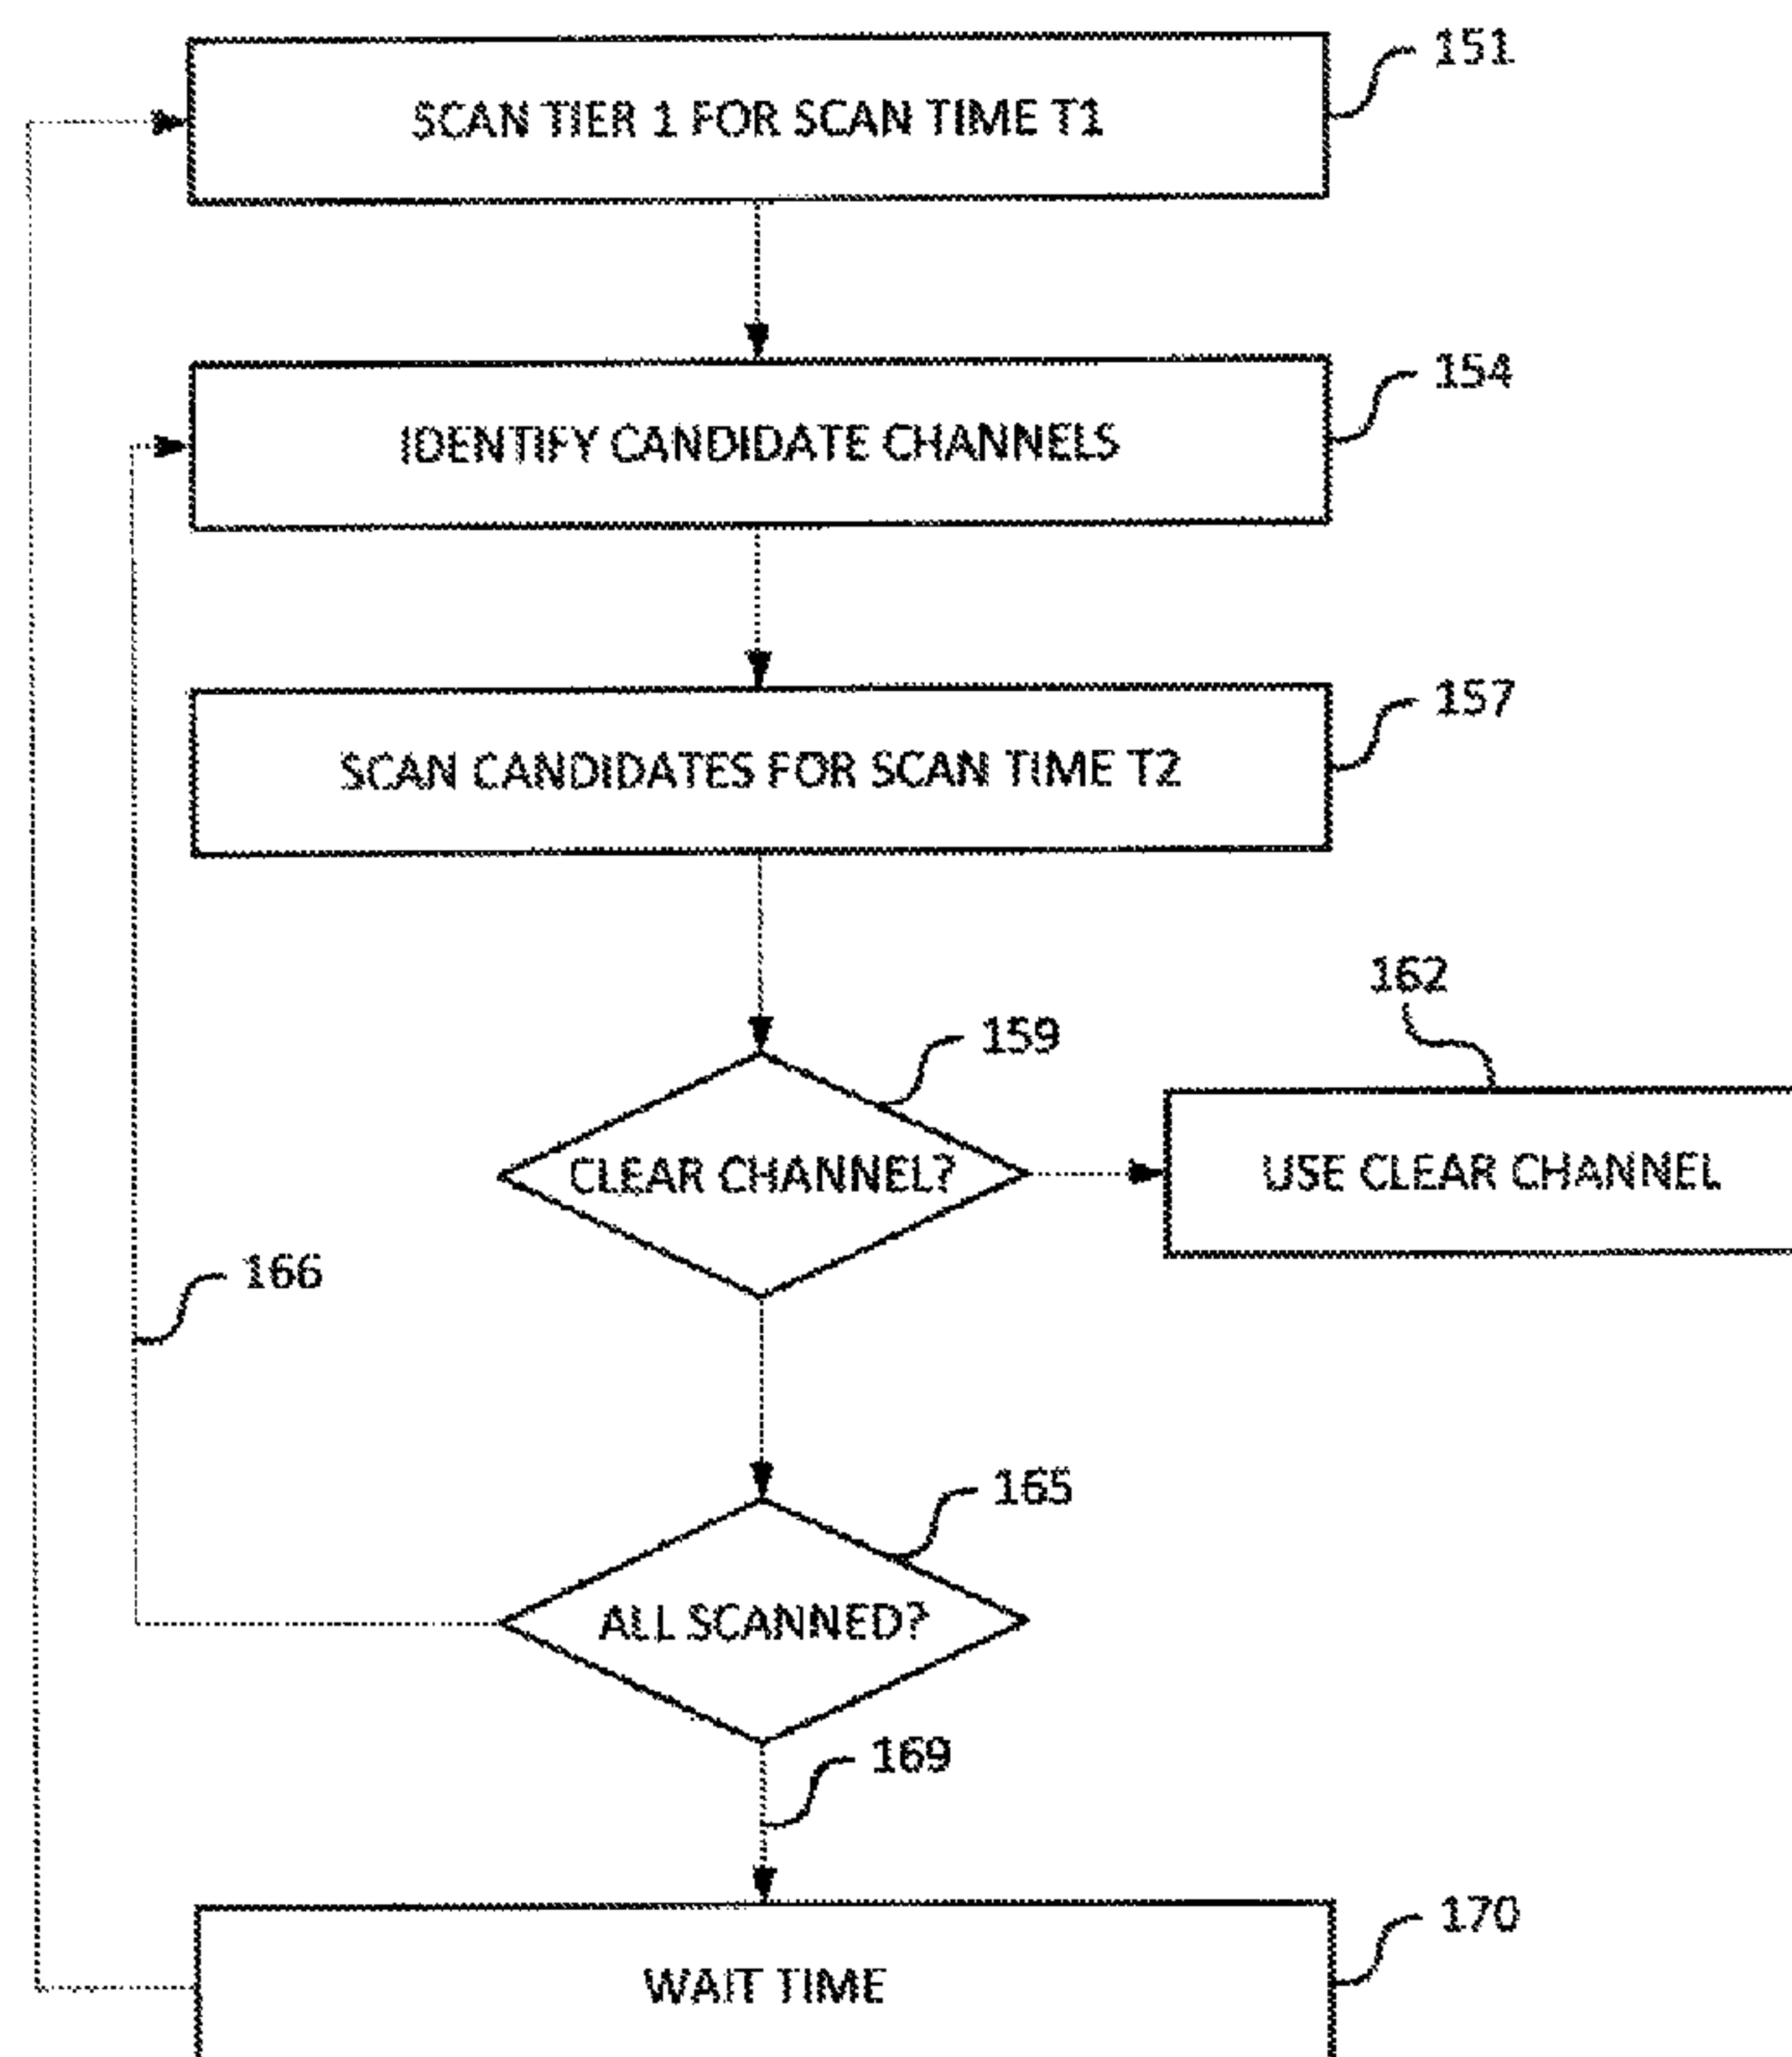 151
SCAN TIER 1 FOR SCAN TIME T1
154
IDENTIFY CANDIDATE CHANNELS
157
SCAN CANDIDATES FOR SCAN TIME T2
162
159
CLEAR CHANNEL?
USE CLEAR CHANNEL
166
165
ALL SCANNED?
169
170
WAIT TIME